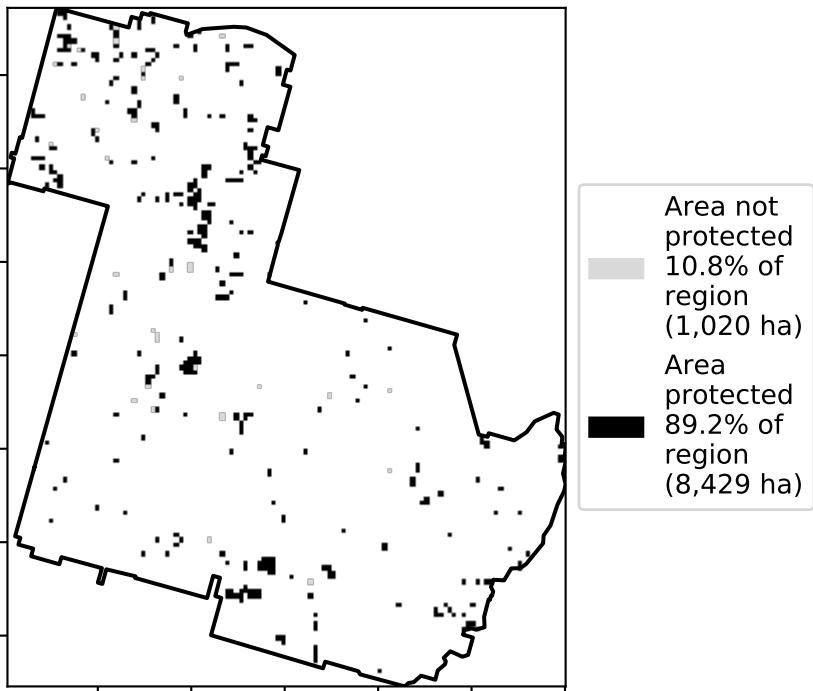 Area not
protected
10.8% of
region
(1,020 ha)
Area
protected
89.2% of
region
(8,429 ha)